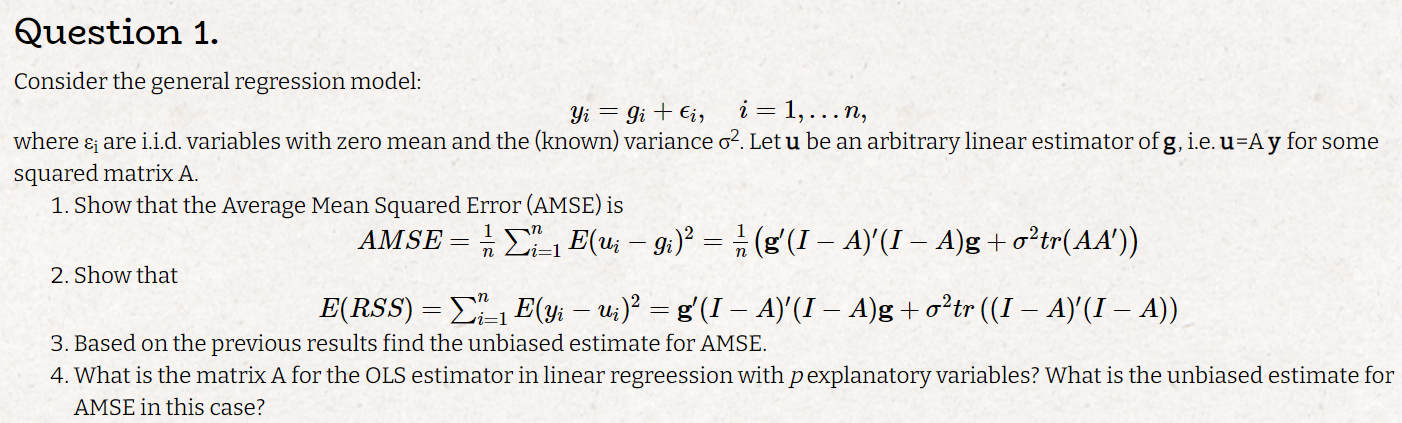 Question 1.
Consider the general regression model:
yᵢ = gᵢ + ϵᵢ, i = 1, … n,
where εᵢ are i.i.d. variables with zero mean and the (known) variance σ². Let u be an arbitrary linear estimator of g, i.e. u=A y for some
squared matrix A.
1. Show that the Average Mean Squared Error (AMSE) is
AMSE = 1/n ∑ⁿᵢ₌₁ E(uᵢ − gᵢ)² = 1/n (g′(I − A)′(I − A)g + σ²tr(AA′))
2. Show that
E(RSS) = ∑ⁿᵢ₌₁ E(yᵢ − uᵢ)² = g′(I − A)′(I − A)g + σ²tr ((I − A)′(I − A))
3. Based on the previous results find the unbiased estimate for AMSE.
4. What is the matrix A for the OLS estimator in linear regreession with p explanatory variables? What is the unbiased estimate for
AMSE in this case?